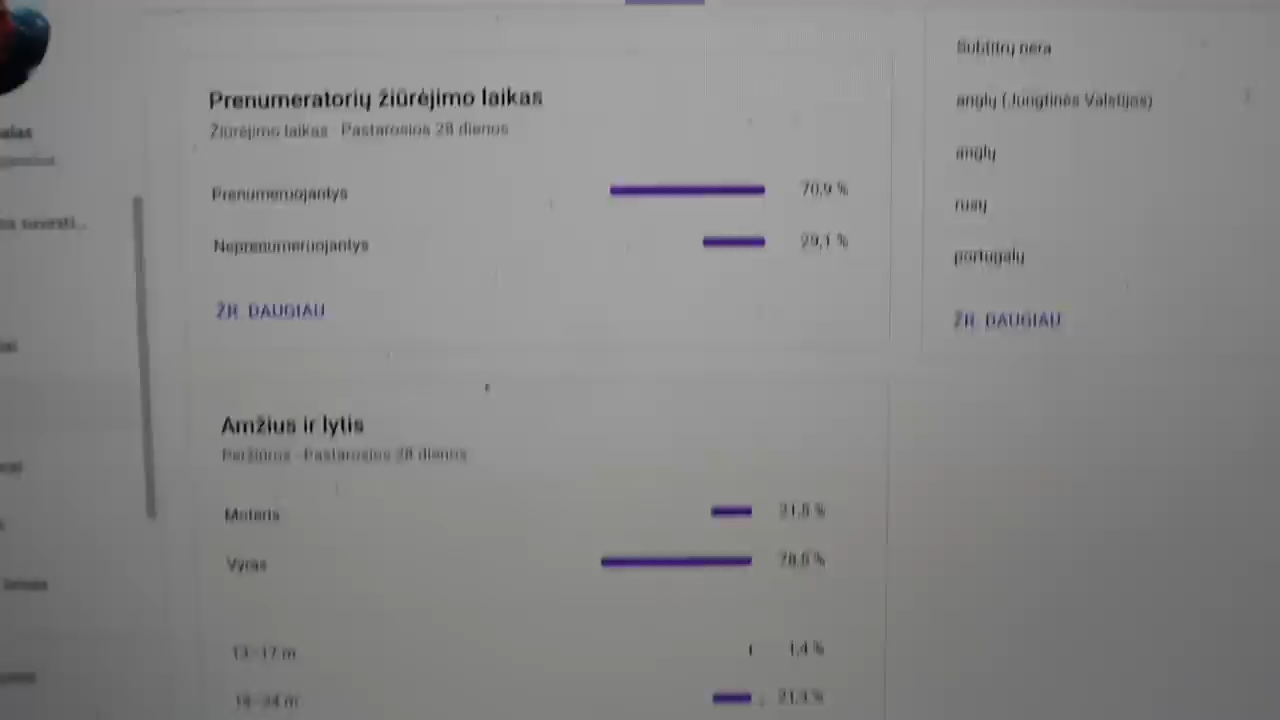 Prenumeratorių žiūrėjimo laikas
Žiūrėjimo laikas · Pastarosios 28 dienos
Prenumeruojantys 70,9 %
Neprenumeruojantys 29,1 %
ŽR. DAUGIAU
Amžius ir lytis
Peržiūros · Pastarosios 28 dienos
Moteris 21,5 %
Vyras 78,5 %
13–17 m. 1,4 %
18–24 m.
Subtitrų nėra
anglų (Jungtinės Valstijos)
anglų
rusų
portugalų
ŽR. DAUGIAU